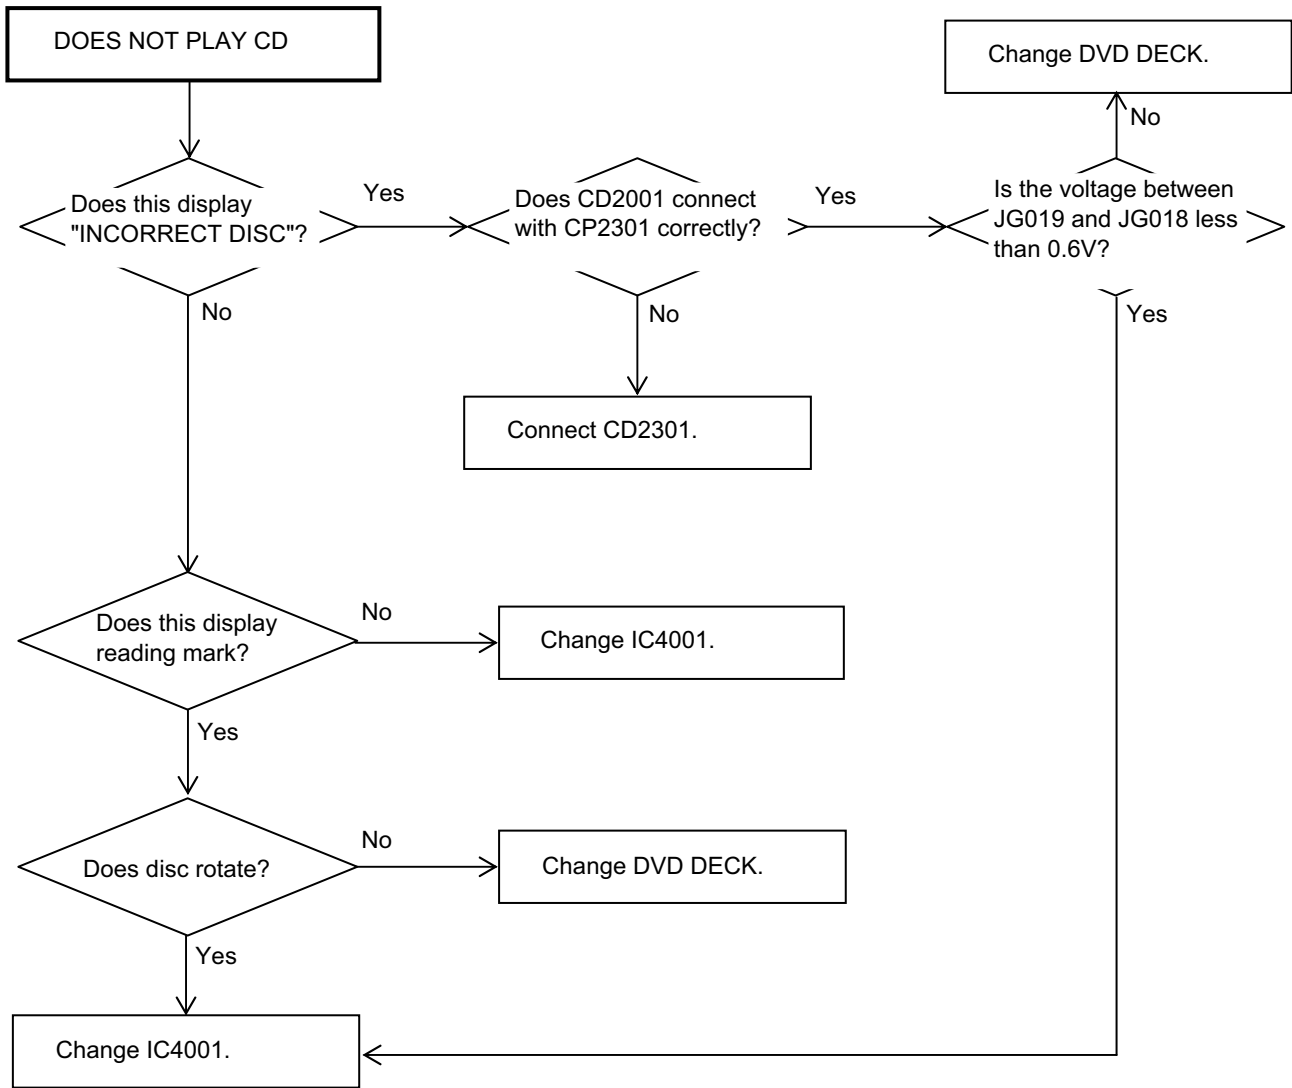 DOES NOT PLAY CD
Change DVD DECK.
No
Does this display
"INCORRECT DISC"?
Yes
Does CD2001 connect
with CP2301 correctly?
Yes
Is the voltage between
JG019 and JG018 less
than 0.6V?
No
No
Yes
Connect CD2301.
Does this display
reading mark?
No
Change IC4001.
Yes
Does disc rotate?
No
Change DVD DECK.
Yes
Change IC4001.